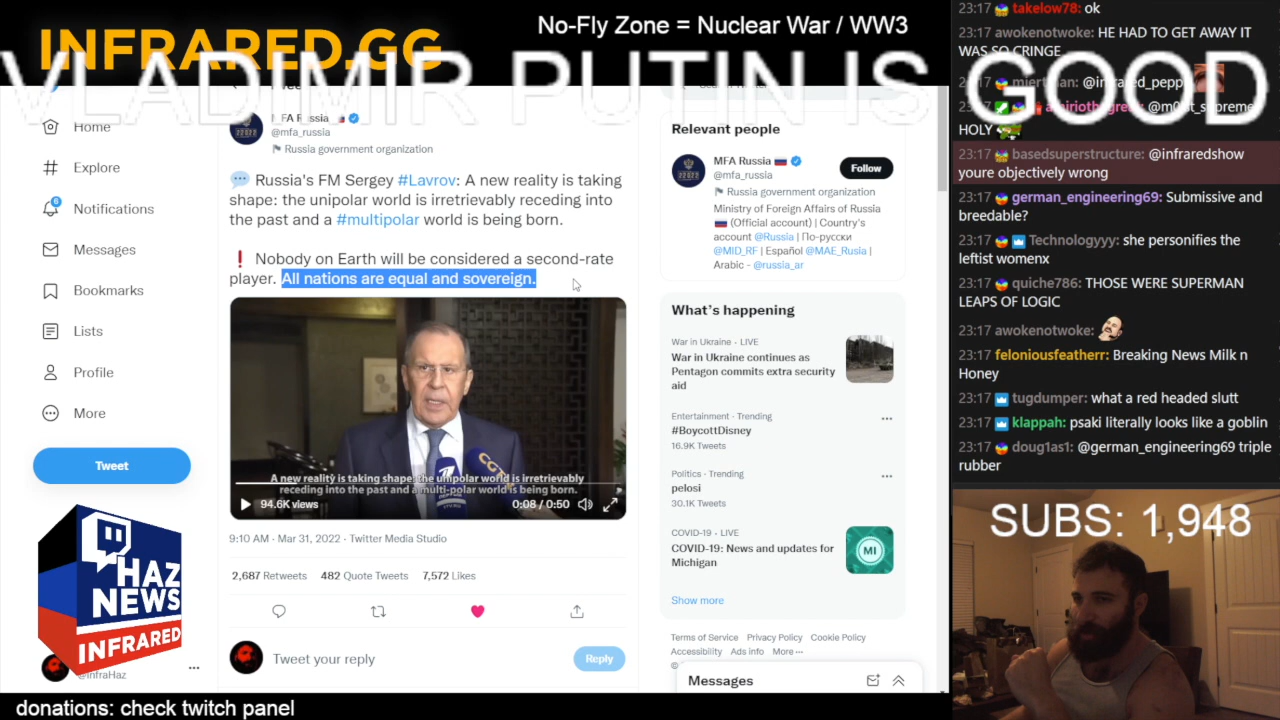 INFRARED.GG
No-Fly Zone = Nuclear War / WW3
VLADIMIR PUTIN IS GOOD
Home
Explore
Notifications
6
Messages
Bookmarks
Lists
Profile
More
Tweet
HAZ
NEWS
INFRARED
@InfraHaz
MFA Russia
@mfa_russia
Russia government organization
Russia's FM Sergey #Lavrov: A new reality is taking
shape: the unipolar world is irretrievably receding into
the past and a #multipolar world is being born.
Nobody on Earth will be considered a second-rate
player. All nations are equal and sovereign.
A new reality is taking shape: the unipolar world is irretrievably
receding into the past and a multi-polar world is being born.
94.6K views
0:08 / 0:50
9:10 AM · Mar 31, 2022 · Twitter Media Studio
2,687 Retweets 482 Quote Tweets 7,572 Likes
Tweet your reply
Reply
Relevant people
MFA Russia
@mfa_russia
Follow
Russia government organization
Ministry of Foreign Affairs of Russia
(Official account) | Country's
account @Russia | По-русски
@MID_RF | Español @MAE_Rusia |
Arabic - @russia_ar
What's happening
War in Ukraine · LIVE
War in Ukraine continues as
Pentagon commits extra security
aid
Entertainment · Trending
#BoycottDisney
16.9K Tweets
Politics · Trending
pelosi
30.1K Tweets
COVID-19 · LIVE
COVID-19: News and updates for
Michigan
Show more
Terms of Service Privacy Policy Cookie Policy
Accessibility Ads info More ···
Messages
23:17 takelow78: ok
23:17 awokenotwoke: HE HAD TO GET AWAY IT
WAS SO CRINGE
23:17 @infrared_pepp
@m0ut_supreme
HOLY
23:17 basedsuperstructure: @infraredshow
youre objectively wrong
23:17 german_engineering69: Submissive and
breedable?
23:17 Technologyyy: she personifies the
leftist womenx
23:17 quiche786: THOSE WERE SUPERMAN
LEAPS OF LOGIC
23:17 awokenotwoke:
23:17 feloniousfeatherr: Breaking News Milk n
Honey
23:17 tugdumper: what a red headed slutt
23:17 klappah: psaki literally looks like a goblin
23:17 doug1as1: @german_engineering69 triple
rubber
SUBS: 1,948
donations: check twitch panel